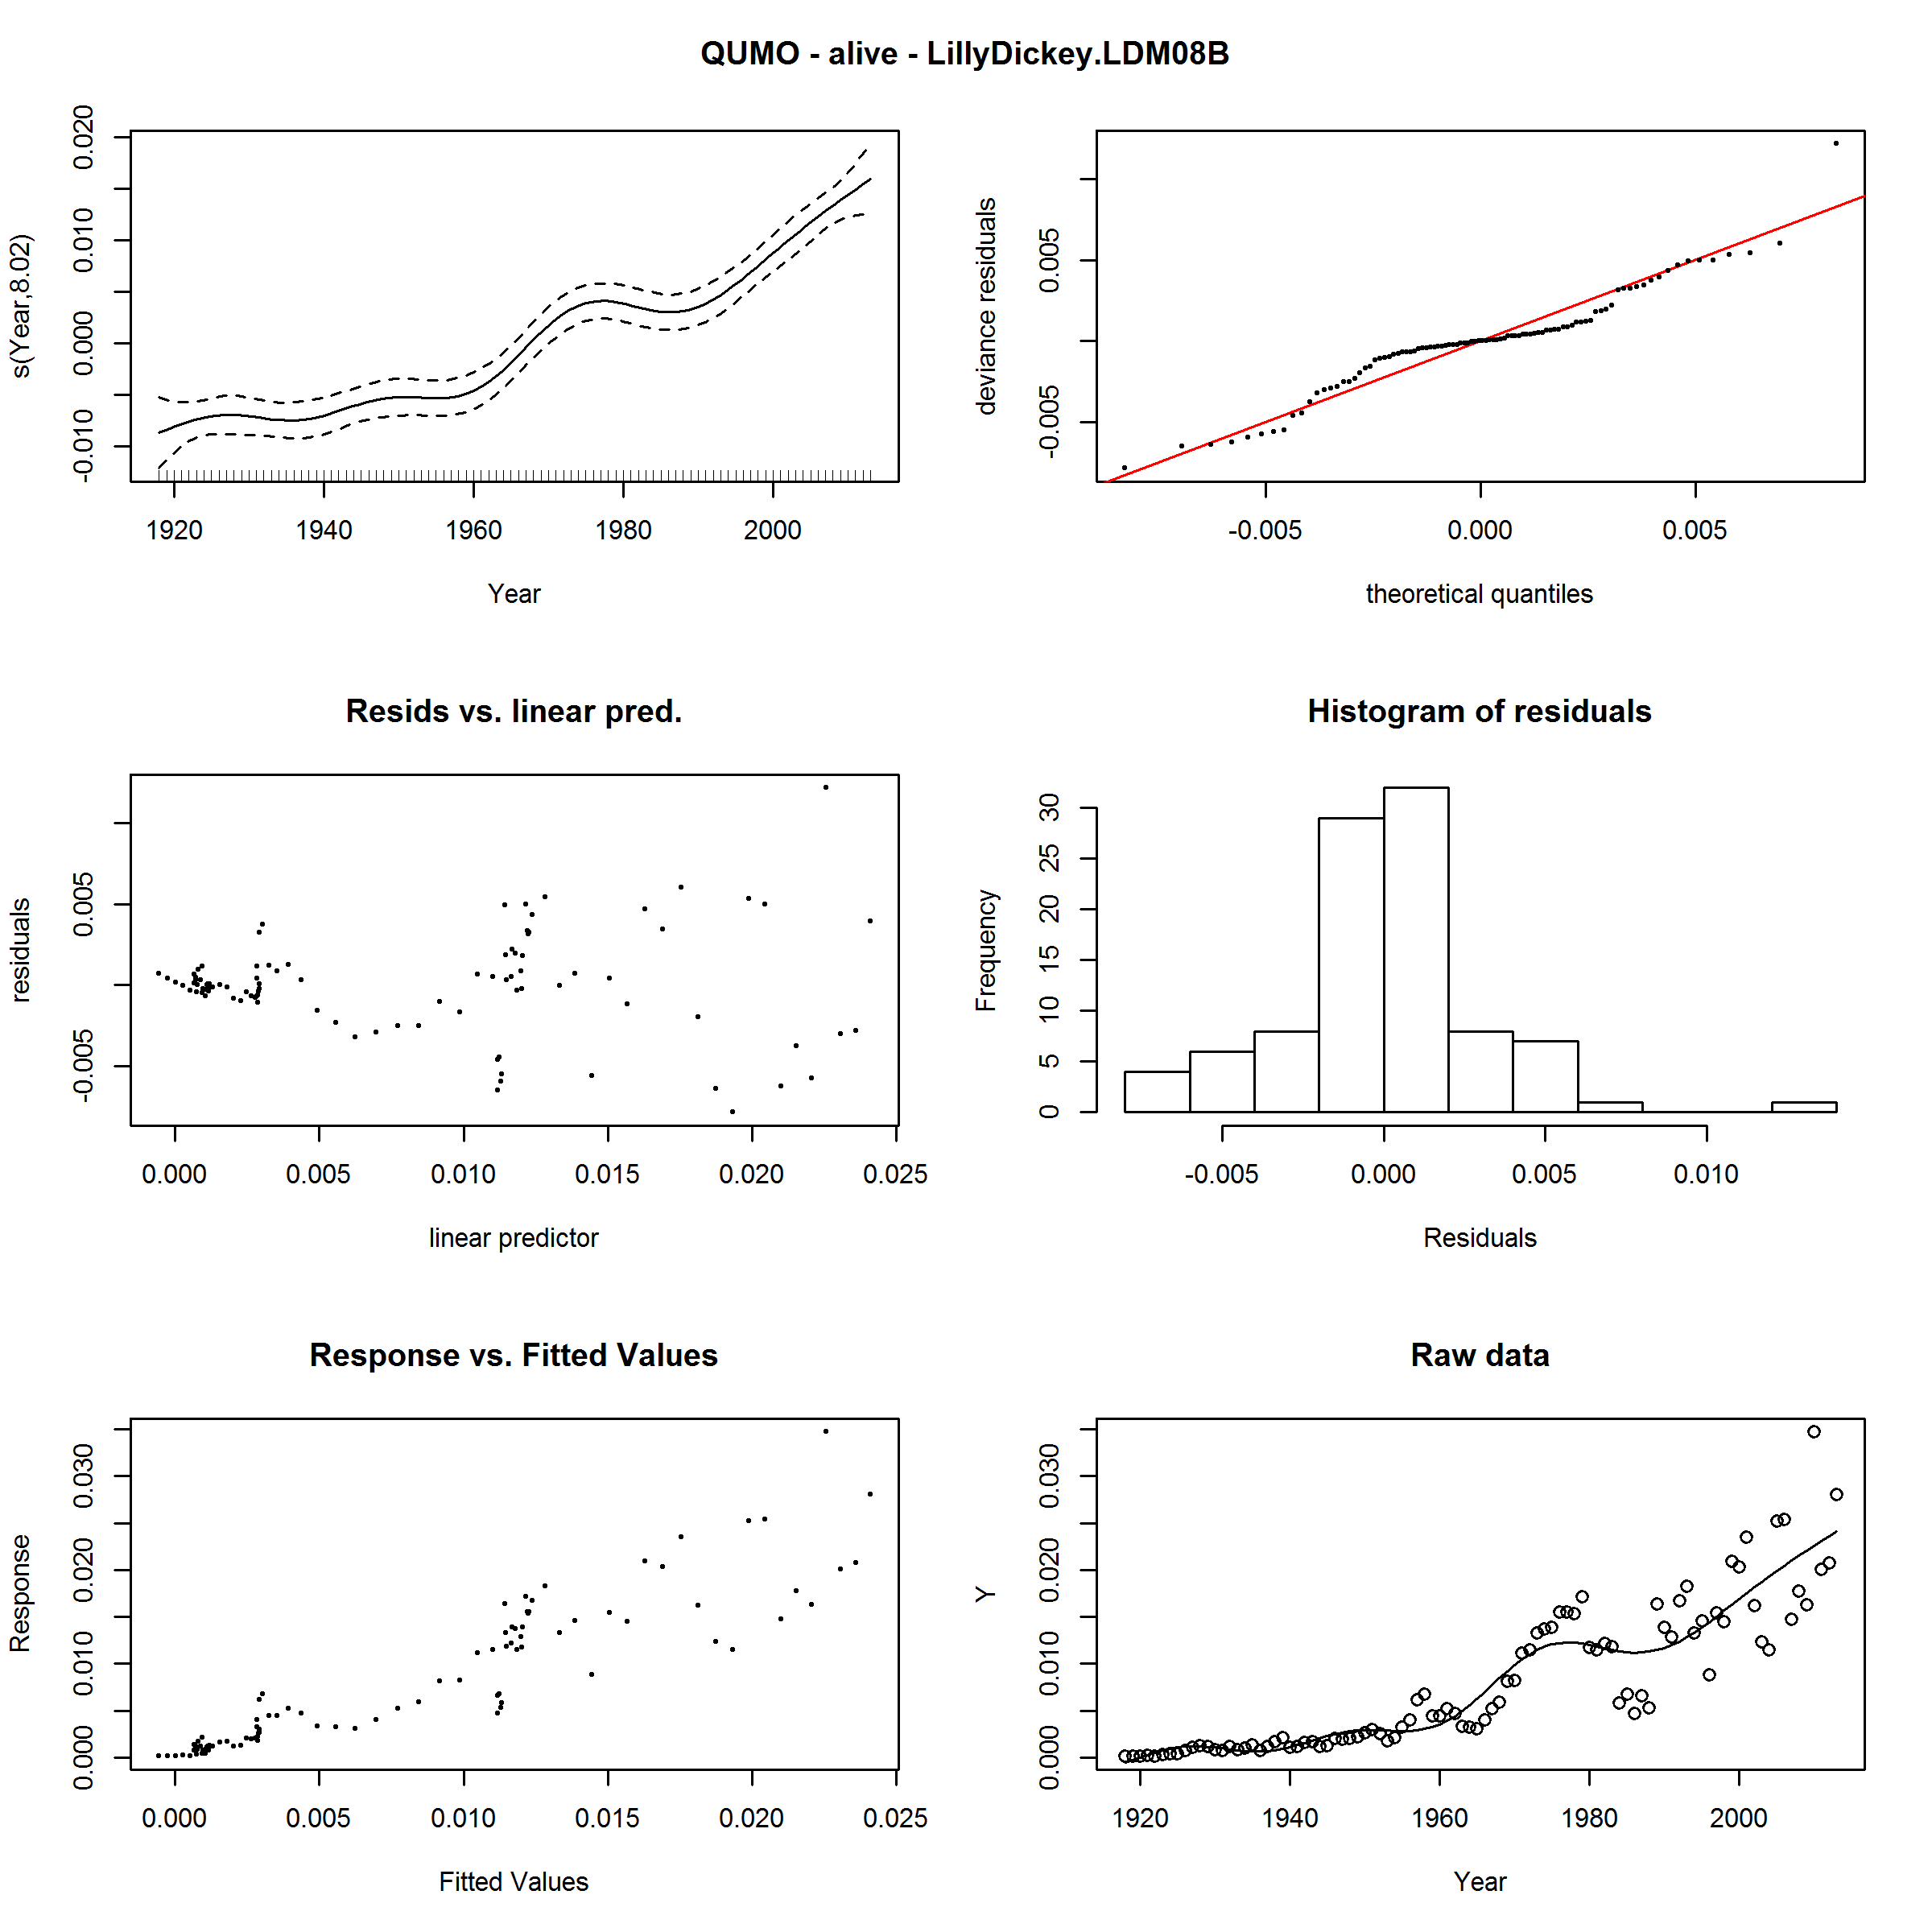 QUMO - alive - LillyDickey.LDM08B
s(Year,8.02)
-0.010 0.000 0.010 0.020
1920 1940 1960 1980 2000
Year
deviance residuals
-0.005 0.005
-0.005 0.000 0.005
theoretical quantiles
Resids vs. linear pred.
residuals
-0.005 0.005
0.000 0.005 0.010 0.015 0.020 0.025
linear predictor
Histogram of residuals
Frequency
0 5 10 15 20 25 30
-0.005 0.000 0.005 0.010
Residuals
Response vs. Fitted Values
Response
0.000 0.010 0.020 0.030
0.000 0.005 0.010 0.015 0.020 0.025
Fitted Values
Raw data
Y
0.000 0.010 0.020 0.030
1920 1940 1960 1980 2000
Year